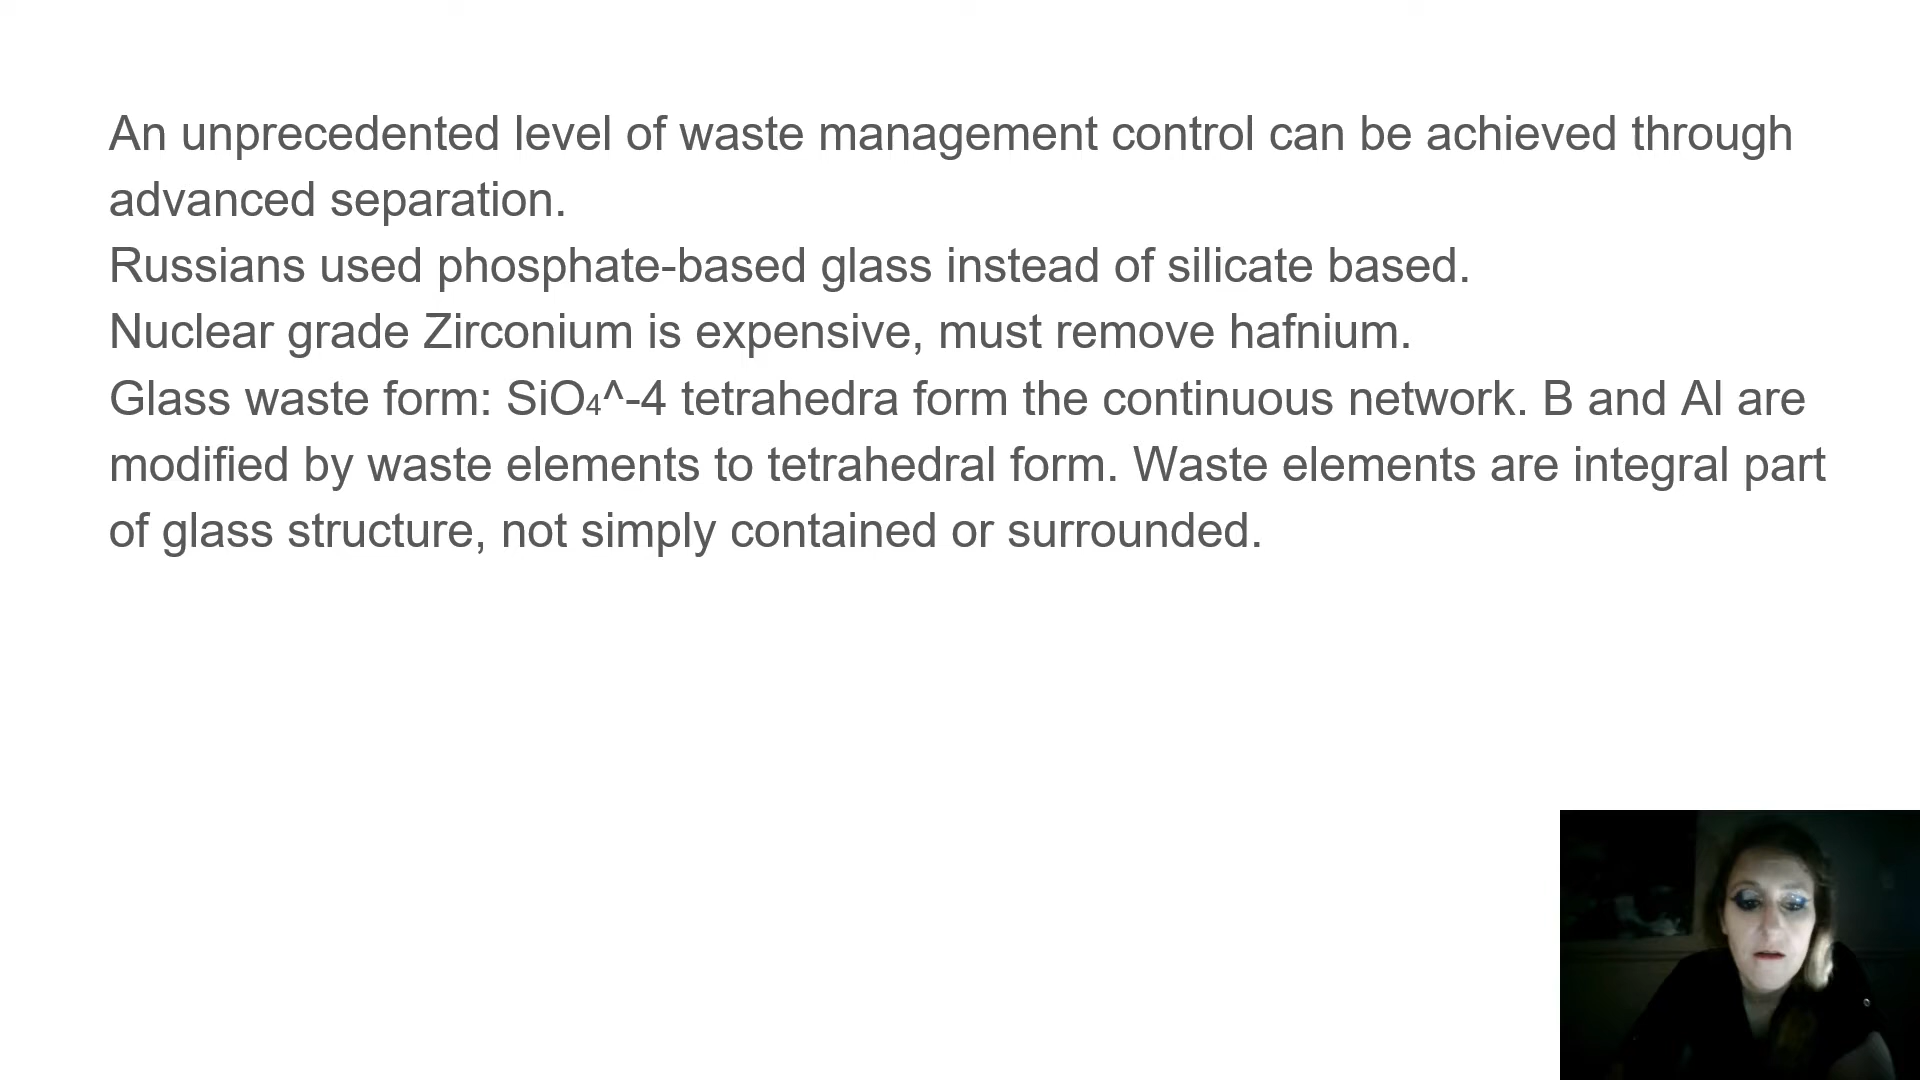 An unprecedented level of waste management control can be achieved through
advanced separation.
Russians used phosphate-based glass instead of silicate based.
Nuclear grade Zirconium is expensive, must remove hafnium.
Glass waste form: SiO₄^-4 tetrahedra form the continuous network. B and Al are
modified by waste elements to tetrahedral form. Waste elements are integral part
of glass structure, not simply contained or surrounded.